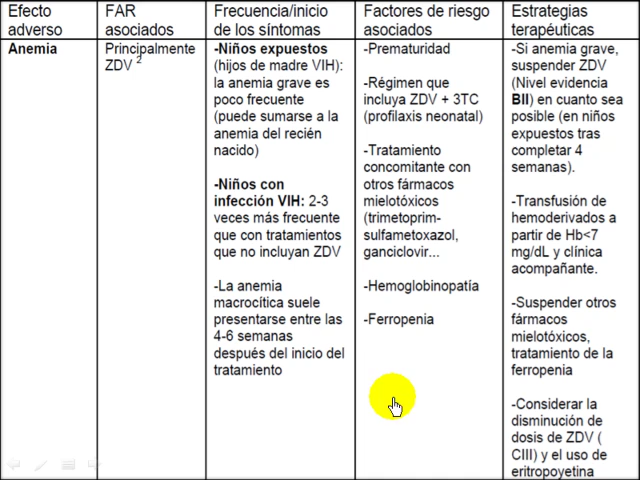 Efecto
adverso
FAR
asociados
Frecuencia/inicio
de los síntomas
Factores de riesgo
asociados
Estrategias
terapéuticas
Anemia
Principalmente
ZDV 2
-Niños expuestos
(hijos de madre VIH):
la anemia grave es
poco frecuente
(puede sumarse a la
anemia del recién
nacido)
-Niños con
infección VIH: 2-3
veces más frecuente
que con tratamientos
que no incluyan ZDV
-La anemia
macrocítica suele
presentarse entre las
4-6 semanas
después del inicio del
tratamiento
-Prematuridad
-Régimen que
incluya ZDV + 3TC
(profilaxis neonatal)
-Tratamiento
concomitante con
otros fármacos
mielotóxicos
(trimetoprim-
sulfametoxazol,
ganciclovir...
-Hemoglobinopatía
-Ferropenia
-Si anemia grave,
suspender ZDV
(Nivel evidencia
BII) en cuanto sea
posible (en niños
expuestos tras
completar 4
semanas).
-Transfusión de
hemoderivados a
partir de Hb<7
mg/dL y clínica
acompañante.
-Suspender otros
fármacos
mielotóxicos,
tratamiento de la
ferropenia
-Considerar la
disminución de
dosis de ZDV (
CIII) y el uso de
eritropoyetina